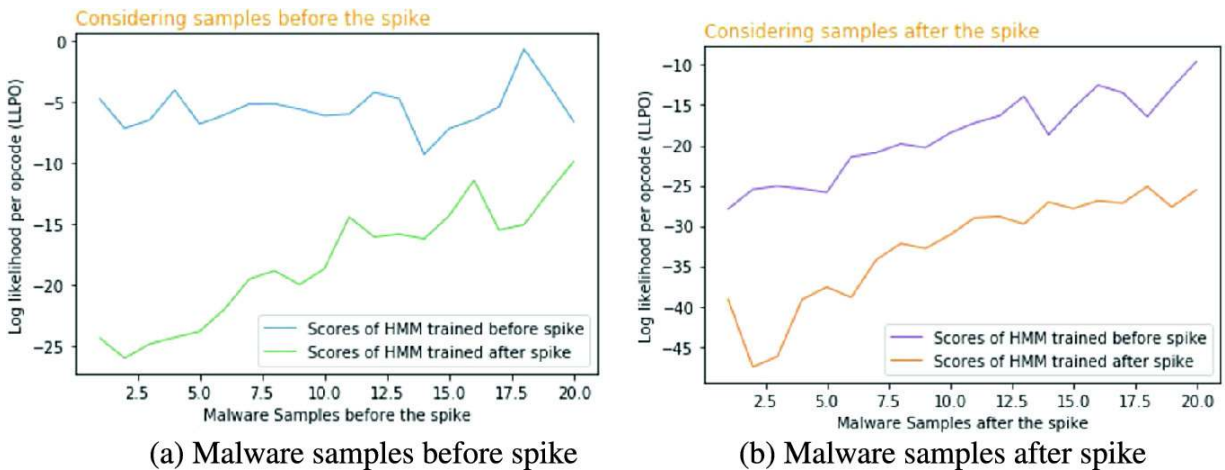 Considering samples before the spike
Log likelihood per opcode (LLPO)
0
−5
−10
−15
−20
−25
Scores of HMM trained before spike
Scores of HMM trained after spike
2.5 5.0 7.5 10.0 12.5 15.0 17.5 20.0
Malware Samples before the spike
(a) Malware samples before spike
Considering samples after the spike
Log likelihood per opcode (LLPO)
−10
−15
−20
−25
−30
−35
−40
−45
Scores of HMM trained before spike
Scores of HMM trained after spike
2.5 5.0 7.5 10.0 12.5 15.0 17.5 20.0
Malware Samples after the spike
(b) Malware samples after spike